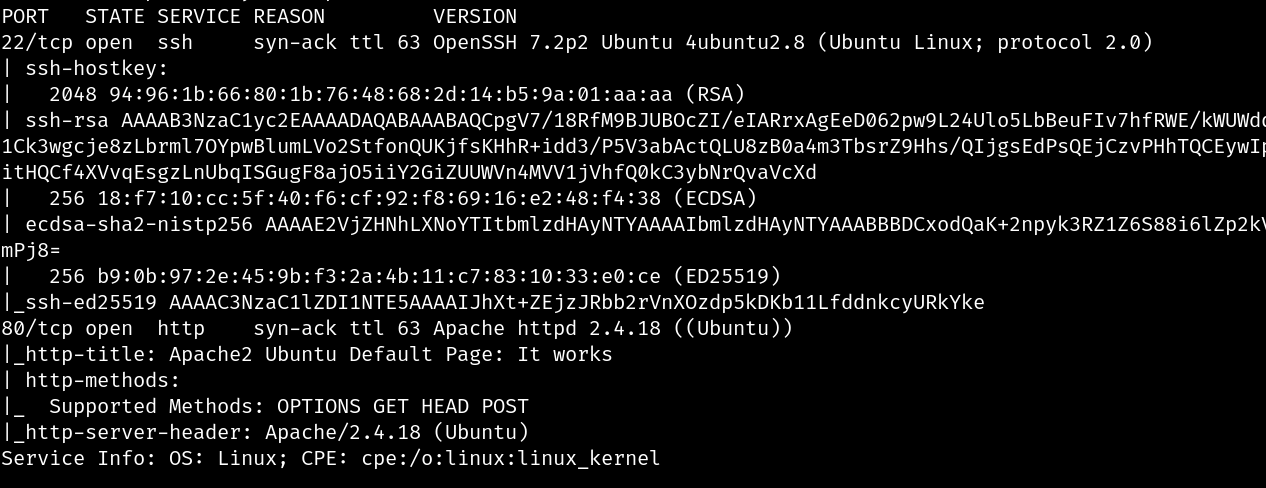 PORT   STATE SERVICE REASON         VERSION
22/tcp open  ssh     syn-ack ttl 63 OpenSSH 7.2p2 Ubuntu 4ubuntu2.8 (Ubuntu Linux; protocol 2.0)
| ssh-hostkey:
|   2048 94:96:1b:66:80:1b:76:48:68:2d:14:b5:9a:01:aa:aa (RSA)
| ssh-rsa AAAAB3NzaC1yc2EAAAADAQABAAABAQCpgV7/18RfM9BJUBOcZI/eIARrxAgEeD062pw9L24Ulo5LbBeuFIv7hfRWE/kWUWdo
1Ck3wgcje8zLbrml7OYpwBlumLVo2StfonQUKjfsKHhR+idd3/P5V3abActQLU8zB0a4m3TbsrZ9Hhs/QIjgsEdPsQEjCzvPHhTQCEywIp
itHQCf4XVvqEsgzLnUbqISGugF8ajO5iiY2GiZUUWVn4MVV1jVhfQ0kC3ybNrQvaVcXd
|   256 18:f7:10:cc:5f:40:f6:cf:92:f8:69:16:e2:48:f4:38 (ECDSA)
| ecdsa-sha2-nistp256 AAAAE2VjZHNhLXNoYTItbmlzdHAyNTYAAAAIbmlzdHAyNTYAAABBBBDCxodQaK+2npyk3RZ1Z6S88i6lZp2kV
mPj8=
|   256 b9:0b:97:2e:45:9b:f3:2a:4b:11:c7:83:10:33:e0:ce (ED25519)
|_ssh-ed25519 AAAAC3NzaC1lZDI1NTE5AAAAIJhXt+ZEjzJRbb2rVnXOzdp5kDKb11LfddnkcyURkYke
80/tcp open  http    syn-ack ttl 63 Apache httpd 2.4.18 ((Ubuntu))
|_http-title: Apache2 Ubuntu Default Page: It works
| http-methods:
|_  Supported Methods: OPTIONS GET HEAD POST
|_http-server-header: Apache/2.4.18 (Ubuntu)
Service Info: OS: Linux; CPE: cpe:/o:linux:linux_kernel